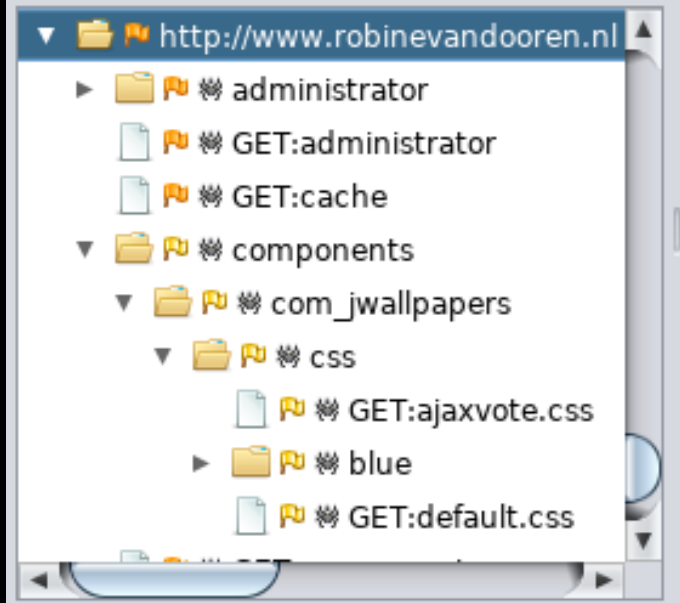 http://www.robinevandooren.nl
administrator
GET:administrator
GET:cache
components
com_jwallpapers
css
GET:ajaxvote.css
blue
GET:default.css